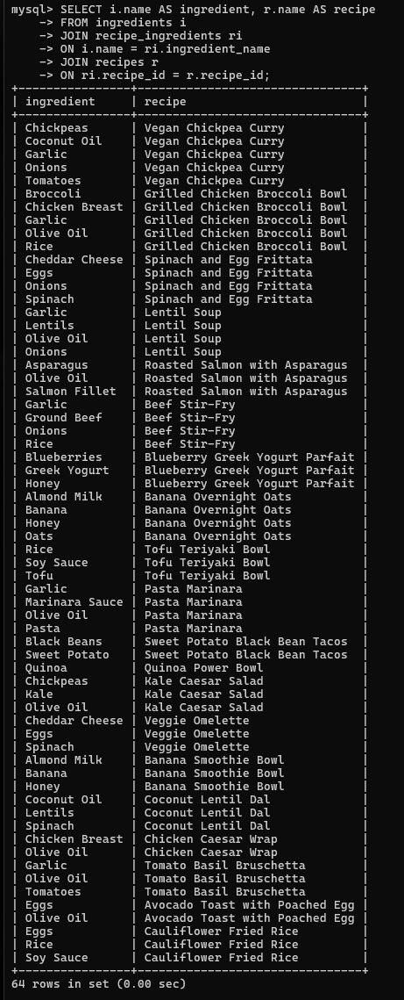 mysql> SELECT i.name AS ingredient, r.name AS recipe
    -> FROM ingredients i
    -> JOIN recipe_ingredients ri
    -> ON i.name = ri.ingredient_name
    -> JOIN recipes r
    -> ON ri.recipe_id = r.recipe_id;
+----------------+--------------------------------+
| ingredient     | recipe                         |
+----------------+--------------------------------+
| Chickpeas      | Vegan Chickpea Curry           |
| Coconut Oil    | Vegan Chickpea Curry           |
| Garlic         | Vegan Chickpea Curry           |
| Onions         | Vegan Chickpea Curry           |
| Tomatoes       | Vegan Chickpea Curry           |
| Broccoli       | Grilled Chicken Broccoli Bowl  |
| Chicken Breast | Grilled Chicken Broccoli Bowl  |
| Garlic         | Grilled Chicken Broccoli Bowl  |
| Olive Oil      | Grilled Chicken Broccoli Bowl  |
| Rice           | Grilled Chicken Broccoli Bowl  |
| Cheddar Cheese | Spinach and Egg Frittata       |
| Eggs           | Spinach and Egg Frittata       |
| Onions         | Spinach and Egg Frittata       |
| Spinach        | Spinach and Egg Frittata       |
| Garlic         | Lentil Soup                    |
| Lentils        | Lentil Soup                    |
| Olive Oil      | Lentil Soup                    |
| Onions         | Lentil Soup                    |
| Asparagus      | Roasted Salmon with Asparagus  |
| Olive Oil      | Roasted Salmon with Asparagus  |
| Salmon Fillet  | Roasted Salmon with Asparagus  |
| Garlic         | Beef Stir-Fry                  |
| Ground Beef    | Beef Stir-Fry                  |
| Onions         | Beef Stir-Fry                  |
| Rice           | Beef Stir-Fry                  |
| Blueberries    | Blueberry Greek Yogurt Parfait |
| Greek Yogurt   | Blueberry Greek Yogurt Parfait |
| Honey          | Blueberry Greek Yogurt Parfait |
| Almond Milk    | Banana Overnight Oats          |
| Banana         | Banana Overnight Oats          |
| Honey          | Banana Overnight Oats          |
| Oats           | Banana Overnight Oats          |
| Rice           | Tofu Teriyaki Bowl             |
| Soy Sauce      | Tofu Teriyaki Bowl             |
| Tofu           | Tofu Teriyaki Bowl             |
| Garlic         | Pasta Marinara                 |
| Marinara Sauce | Pasta Marinara                 |
| Olive Oil      | Pasta Marinara                 |
| Pasta          | Pasta Marinara                 |
| Black Beans    | Sweet Potato Black Bean Tacos  |
| Sweet Potato   | Sweet Potato Black Bean Tacos  |
| Quinoa         | Quinoa Power Bowl              |
| Chickpeas      | Kale Caesar Salad              |
| Kale           | Kale Caesar Salad              |
| Olive Oil      | Kale Caesar Salad              |
| Cheddar Cheese | Veggie Omelette                |
| Eggs           | Veggie Omelette                |
| Spinach        | Veggie Omelette                |
| Almond Milk    | Banana Smoothie Bowl           |
| Banana         | Banana Smoothie Bowl           |
| Honey          | Banana Smoothie Bowl           |
| Coconut Oil    | Coconut Lentil Dal             |
| Lentils        | Coconut Lentil Dal             |
| Spinach        | Coconut Lentil Dal             |
| Chicken Breast | Chicken Caesar Wrap            |
| Olive Oil      | Chicken Caesar Wrap            |
| Garlic         | Tomato Basil Bruschetta        |
| Olive Oil      | Tomato Basil Bruschetta        |
| Tomatoes       | Tomato Basil Bruschetta        |
| Eggs           | Avocado Toast with Poached Egg |
| Olive Oil      | Avocado Toast with Poached Egg |
| Eggs           | Cauliflower Fried Rice         |
| Rice           | Cauliflower Fried Rice         |
| Soy Sauce      | Cauliflower Fried Rice         |
+----------------+--------------------------------+
64 rows in set (0.00 sec)